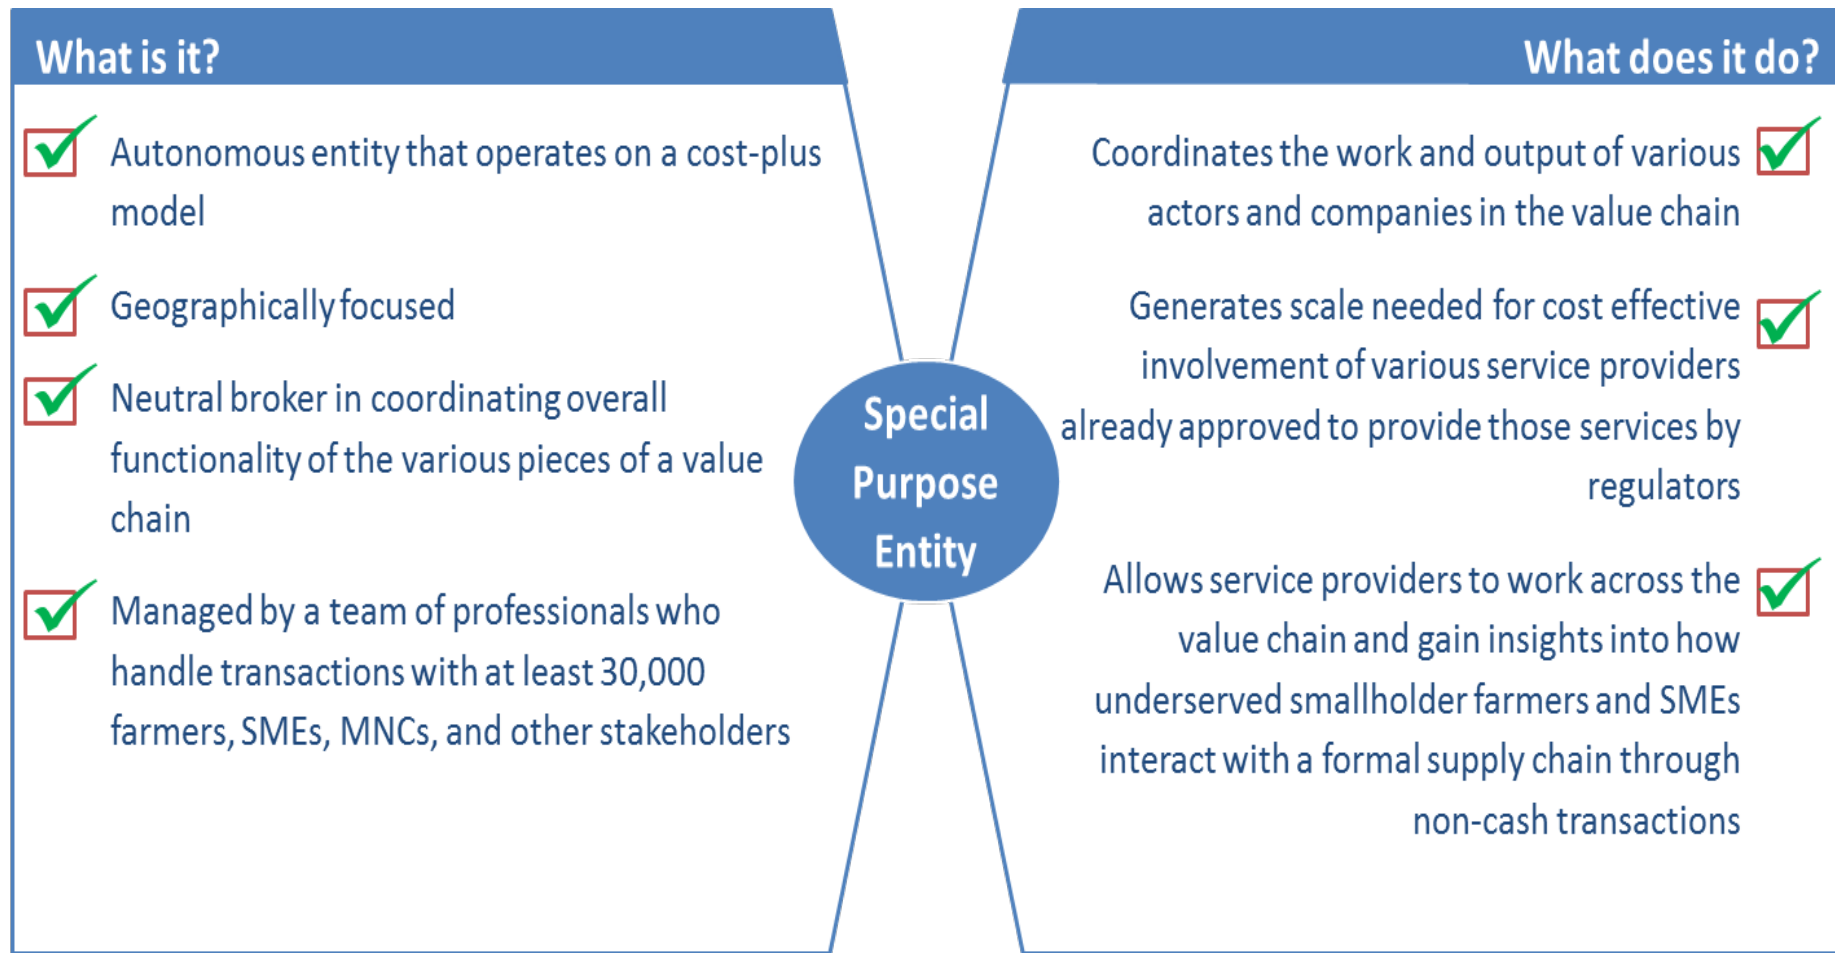 What is it?
Autonomous entity that operates on a cost-plus
model
Geographically focused
Neutral broker in coordinating overall
functionality of the various pieces of a value
chain
Managed by a team of professionals who
handle transactions with at least 30,000
farmers, SMEs, MNCs, and other stakeholders
Special
Purpose
Entity
What does it do?
Coordinates the work and output of various
actors and companies in the value chain
Generates scale needed for cost effective
involvement of various service providers
already approved to provide those services by
regulators
Allows service providers to work across the
value chain and gain insights into how
underserved smallholder farmers and SMEs
interact with a formal supply chain through
non-cash transactions